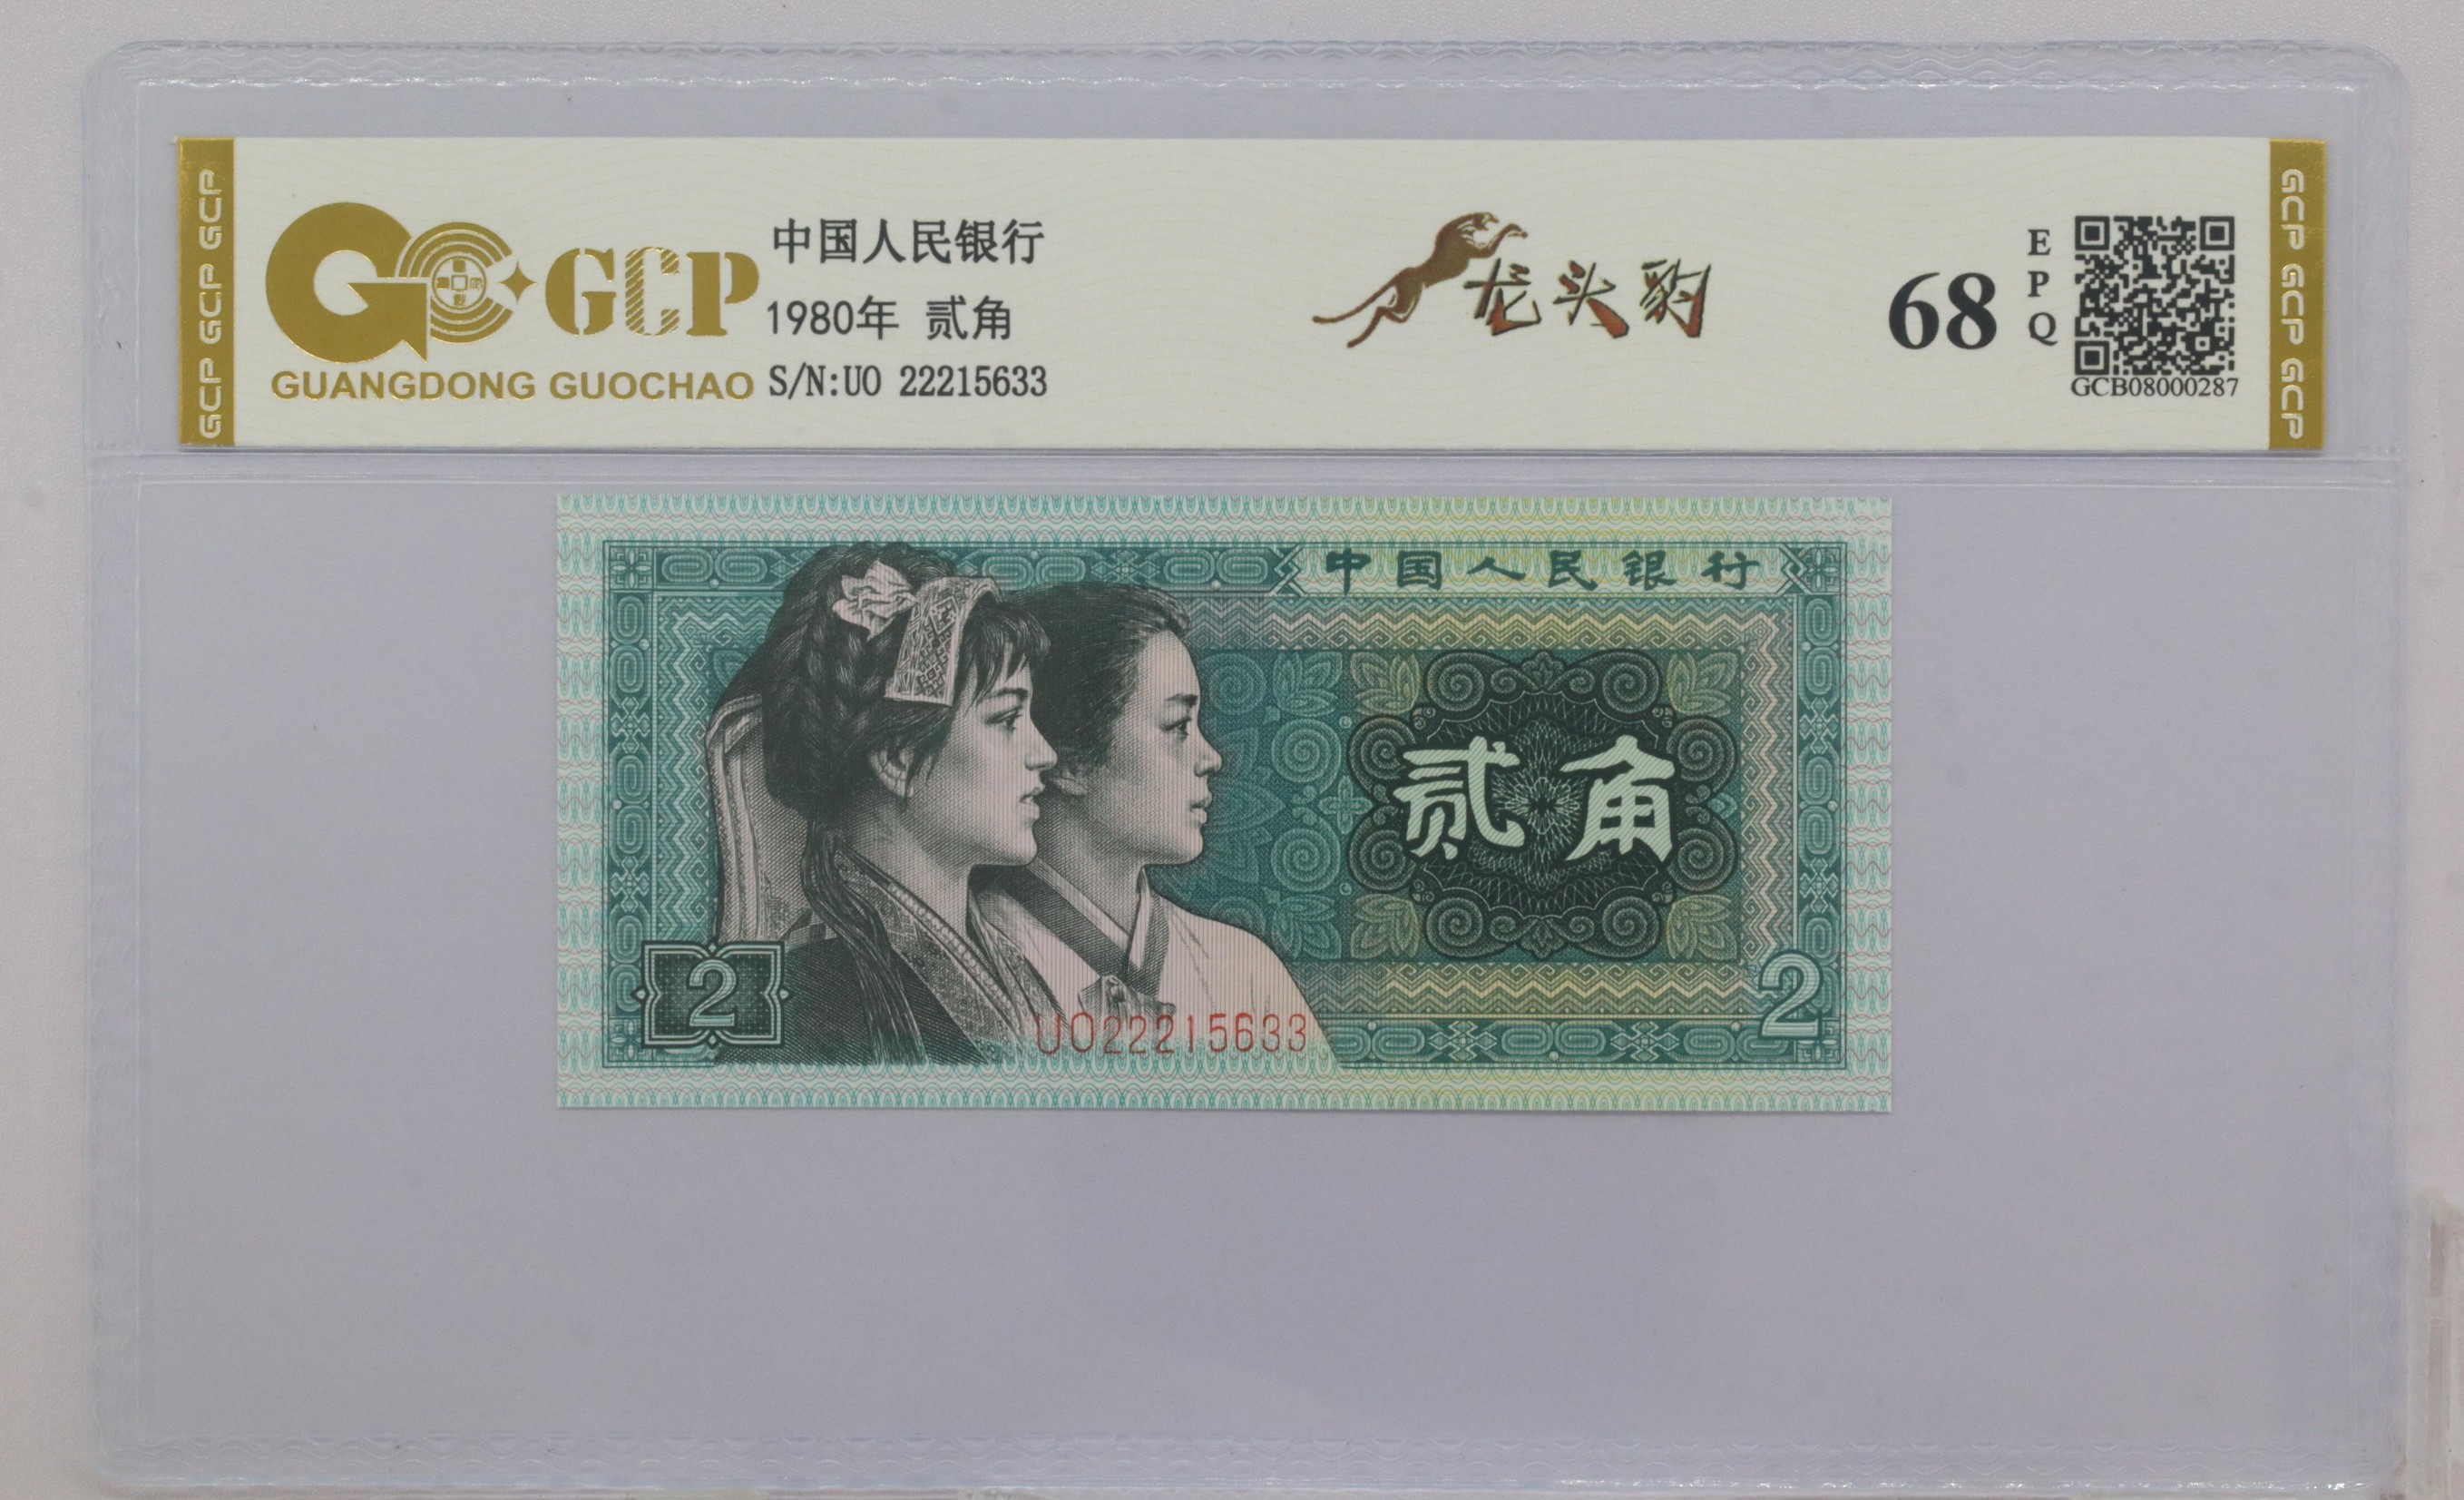 GCP GCP GCP
GCP
GUANGDONG GUOCHAO
中国人民银行
1980年 贰角
S/N:UO 22215633
龙头豹
68
EPQ
GCB08000287
GCP GCP GCP
中国人民银行
贰角
2
UO22215633
2